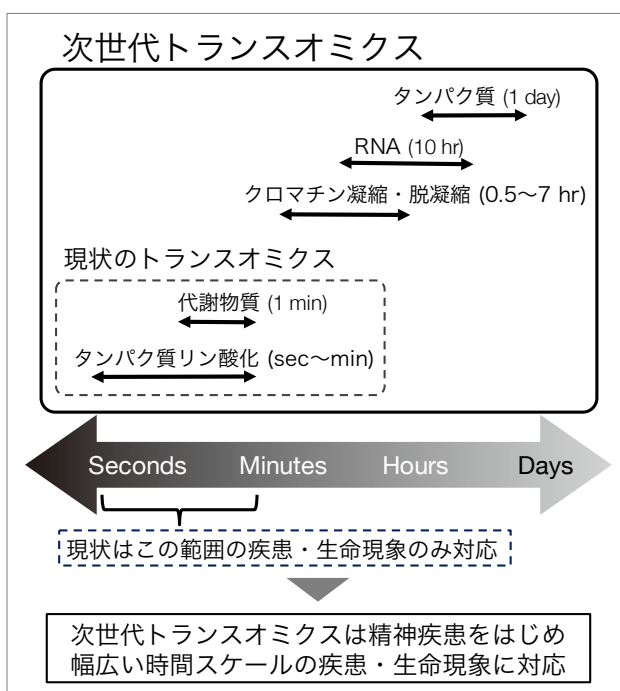 次世代トランスオミクス
タンパク質 (1 day)
RNA (10 hr)
クロマチン凝縮・脱凝縮 (0.5〜7 hr)
現状のトランスオミクス
代謝物質 (1 min)
タンパク質リン酸化 (sec〜min)
Seconds Minutes Hours Days
現状はこの範囲の疾患・生命現象のみ対応
次世代トランスオミクスは精神疾患をはじめ
幅広い時間スケールの疾患・生命現象に対応